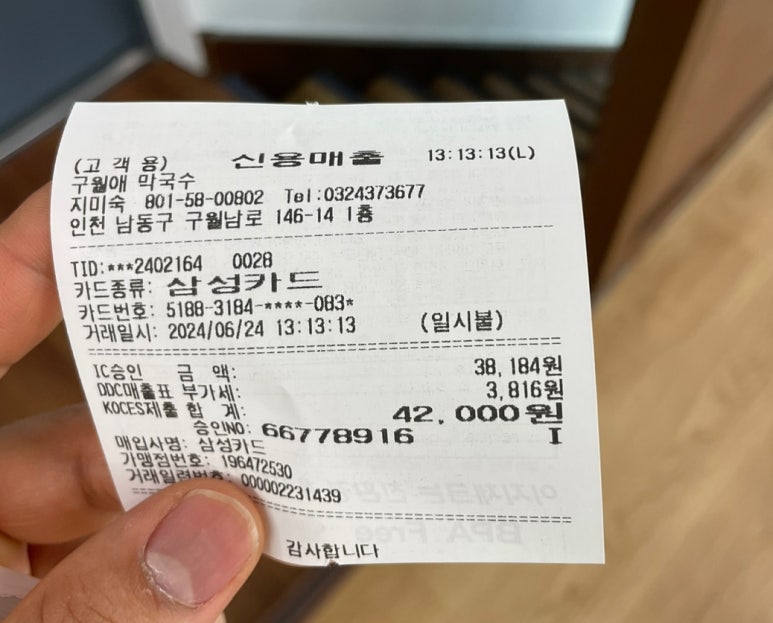 (고 객 용) 신용매출 13:13:13(L)
구월애 막국수
지미숙 801-58-00802 Tel:0324373677
인천 남동구 구월남로 146-14 1층
TID:***2402164 0028
카드종류: 삼성카드
카드번호: 5188-3184-****-083*
거래일시: 2024/06/24 13:13:13 (일시불)
IC승인 금 액: 38,184원
DDC매출표 부가세: 3,816원
KOCES제출 합 계: 42,000원
승인NO: 66778916 I
매입사명: 삼성카드
가맹점번호: 196472530
거래일련번호: 000002231439
감사합니다
BPA Free